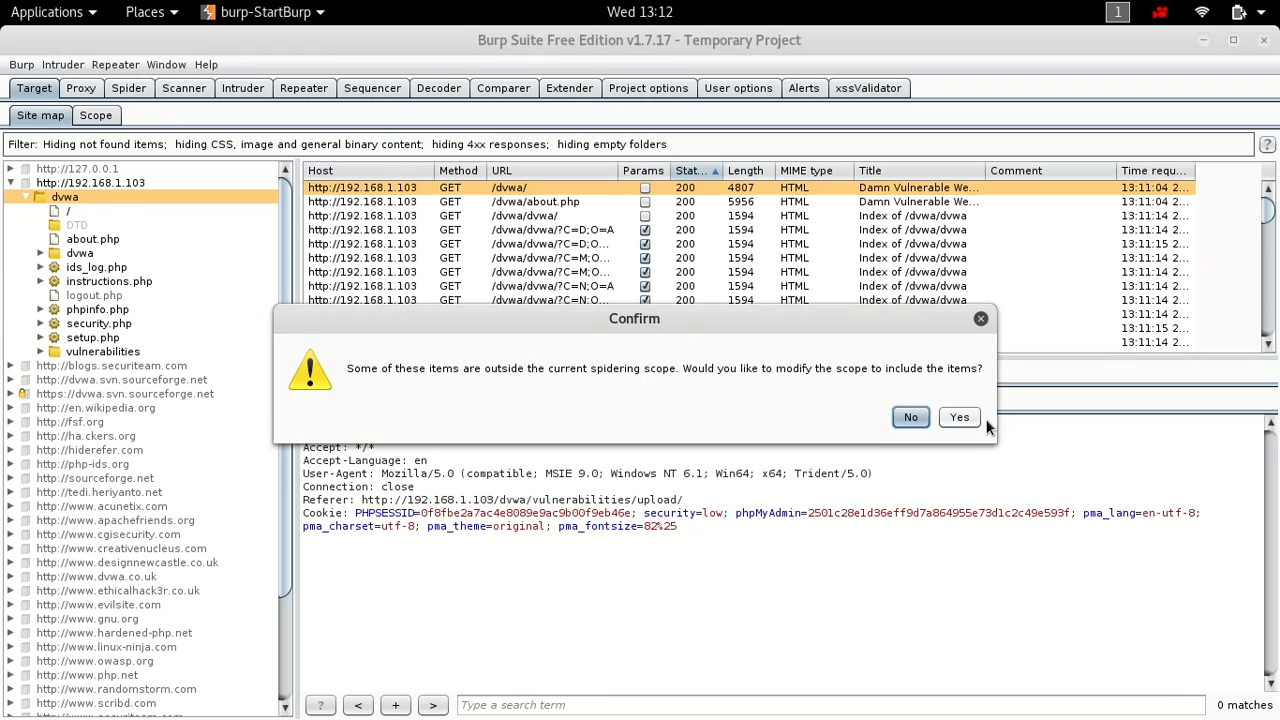 Applications Places burp-StartBurp Wed 13:12 1
Burp Suite Free Edition v1.7.17 - Temporary Project
Burp Intruder Repeater Window Help
Target Proxy Spider Scanner Intruder Repeater Sequencer Decoder Comparer Extender Project options User options Alerts xssValidator
Site map Scope
Filter: Hiding not found items; hiding CSS, image and general binary content; hiding 4xx responses; hiding empty folders ?
http://127.0.0.1
http://192.168.1.103
dvwa
/
DTD
about.php
dvwa
ids_log.php
instructions.php
logout.php
phpinfo.php
security.php
setup.php
vulnerabilities
http://blogs.securiteam.com
http://dvwa.svn.sourceforge.net
https://dvwa.svn.sourceforge.net
http://en.wikipedia.org
http://fsf.org
http://ha.ckers.org
http://hiderefer.com
http://php-ids.org
http://sourceforge.net
http://tedi.heriyanto.net
http://www.acunetix.com
http://www.apachefriends.org
http://www.cgisecurity.com
http://www.creativenucleus.com
http://www.designnewcastle.co.uk
http://www.dvwa.co.uk
http://www.ethicalhack3r.co.uk
http://www.evilsite.com
http://www.gnu.org
http://www.hardened-php.net
http://www.linux-ninja.com
http://www.owasp.org
http://www.php.net
http://www.randomstorm.com
http://www.scribd.com
Host Method URL Params Stat... Length MIME type Title Comment Time requ...
http://192.168.1.103 GET /dvwa/ 200 4807 HTML Damn Vulnerable We... 13:11:04 2...
http://192.168.1.103 GET /dvwa/about.php 200 5956 HTML Damn Vulnerable We... 13:11:04 2...
http://192.168.1.103 GET /dvwa/dvwa/ 200 1594 HTML Index of /dvwa/dvwa 13:11:14 2...
http://192.168.1.103 GET /dvwa/dvwa/?C=D;O=A 200 1594 HTML Index of /dvwa/dvwa 13:11:14 2...
http://192.168.1.103 GET /dvwa/dvwa/?C=D;O... 200 1594 HTML Index of /dvwa/dvwa 13:11:15 2...
http://192.168.1.103 GET /dvwa/dvwa/?C=M;O... 200 1594 HTML Index of /dvwa/dvwa 13:11:14 2...
http://192.168.1.103 GET /dvwa/dvwa/?C=M;O... 200 1594 HTML Index of /dvwa/dvwa 13:11:14 2...
http://192.168.1.103 GET /dvwa/dvwa/?C=N;O=A 200 1594 HTML Index of /dvwa/dvwa 13:11:14 2...
http://192.168.1.103 GET /dvwa/dvwa/?C=N;O... 200 1594 HTML Index of /dvwa/dvwa 13:11:14 2...
13:11:14 2...
13:11:15 2...
13:11:14 2...
Confirm
Some of these items are outside the current spidering scope. Would you like to modify the scope to include the items?
No Yes
Accept: */*
Accept-Language: en
User-Agent: Mozilla/5.0 (compatible; MSIE 9.0; Windows NT 6.1; Win64; x64; Trident/5.0)
Connection: close
Referer: http://192.168.1.103/dvwa/vulnerabilities/upload/
Cookie: PHPSESSID=0f8fbe2a7ac4e8089e9ac9b00f9eb46e; security=low; phpMyAdmin=2501c28e1d36eff9d7a864955e73d1c2c49e593f; pma_lang=en-utf-8;
pma_charset=utf-8; pma_theme=original; pma_fontsize=82%25
? < + > Type a search term 0 matches